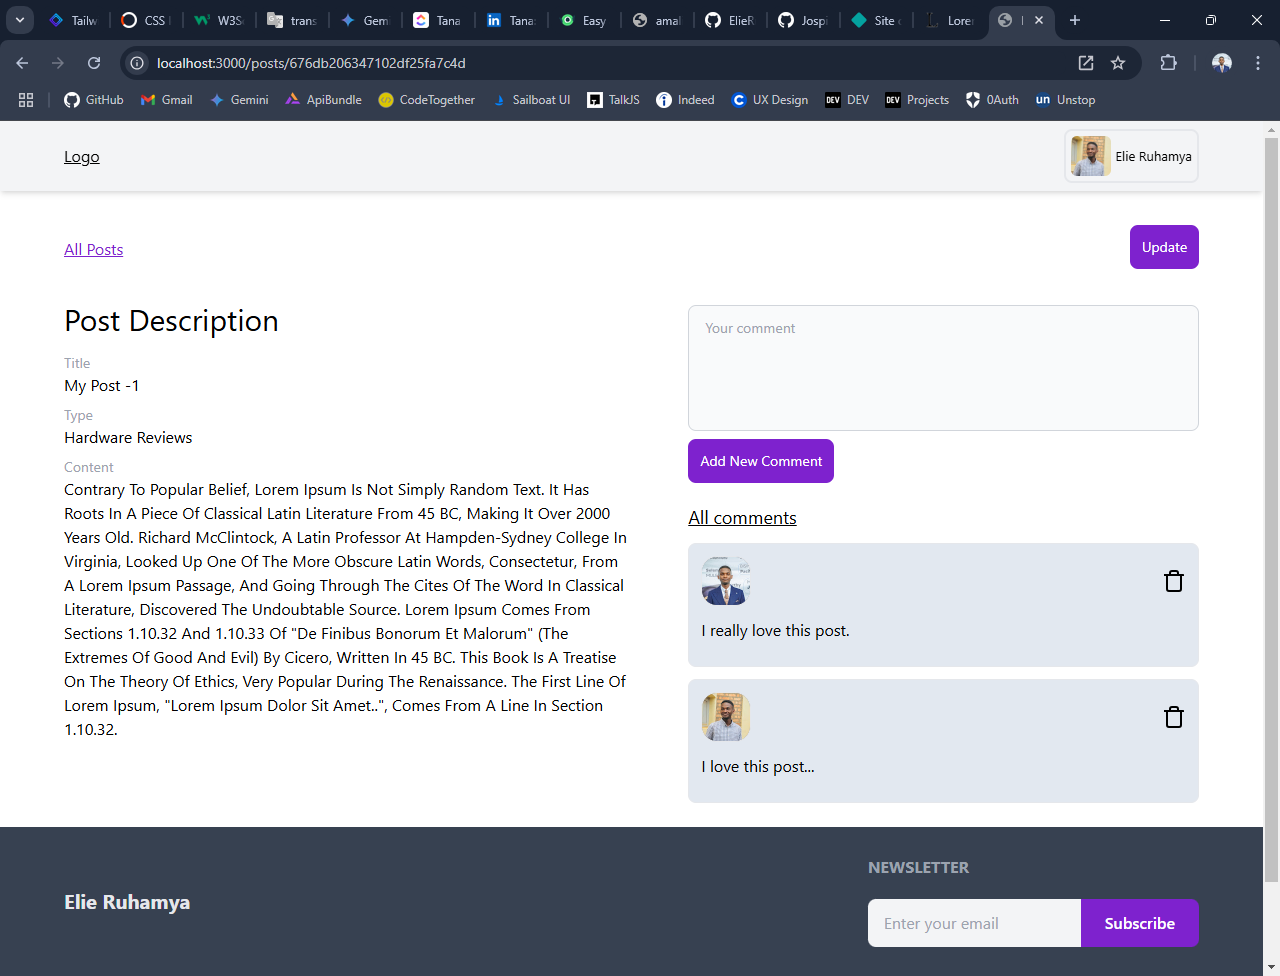 Tailw
CSS
W3Sc
trans
Gemi
Tana
Tana
Easy
amal
ElieR
Jospi
Site
Lorem
localhost:3000/posts/676db206347102df25fa7c4d
GitHub
Gmail
Gemini
ApiBundle
CodeTogether
Sailboat UI
TalkJS
Indeed
UX Design
DEV
DEV
DEV
Projects
0Auth
un
Unstop
Logo
Elie Ruhamya
All Posts
Update
Post Description
Title
My Post -1
Type
Hardware Reviews
Content
Contrary To Popular Belief, Lorem Ipsum Is Not Simply Random Text. It Has
Roots In A Piece Of Classical Latin Literature From 45 BC, Making It Over 2000
Years Old. Richard McClintock, A Latin Professor At Hampden-Sydney College In
Virginia, Looked Up One Of The More Obscure Latin Words, Consectetur, From
A Lorem Ipsum Passage, And Going Through The Cites Of The Word In Classical
Literature, Discovered The Undoubtable Source. Lorem Ipsum Comes From
Sections 1.10.32 And 1.10.33 Of "De Finibus Bonorum Et Malorum" (The
Extremes Of Good And Evil) By Cicero, Written In 45 BC. This Book Is A Treatise
On The Theory Of Ethics, Very Popular During The Renaissance. The First Line Of
Lorem Ipsum, "Lorem Ipsum Dolor Sit Amet..", Comes From A Line In Section
1.10.32.
Your comment
Add New Comment
All comments
I really love this post.
I love this post...
Elie Ruhamya
NEWSLETTER
Enter your email
Subscribe